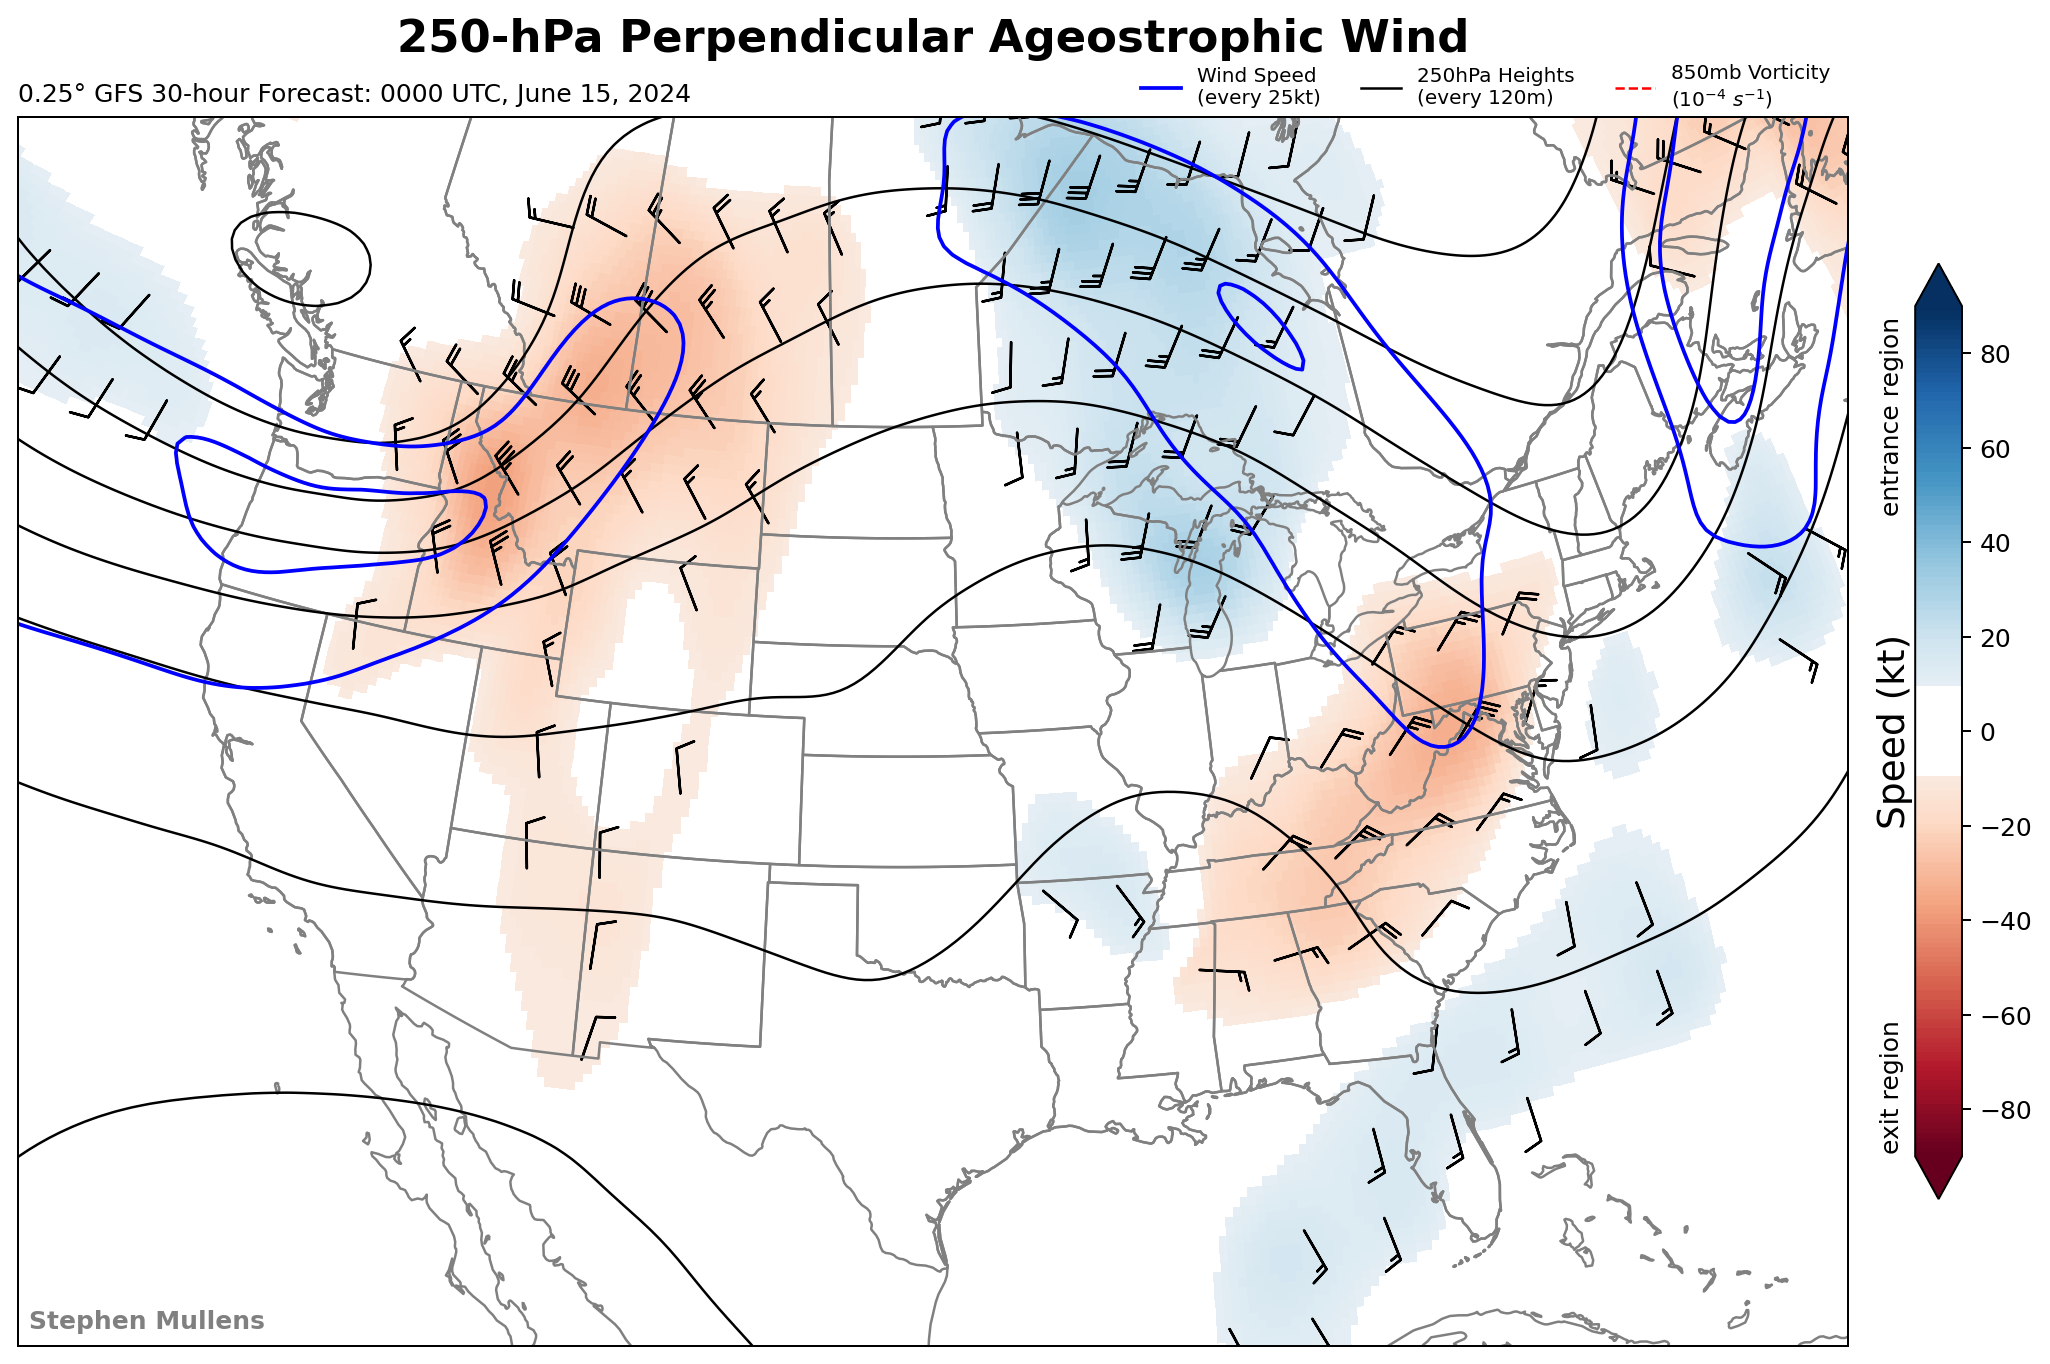 250-hPa Perpendicular Ageostrophic Wind
0.25° GFS 30-hour Forecast: 0000 UTC, June 15, 2024
Wind Speed
(every 25kt)
250hPa Heights
(every 120m)
850mb Vorticity
(10⁻⁴ s⁻¹)
entrance region
Speed (kt)
exit region
80
60
40
20
0
−20
−40
−60
−80
Stephen Mullens